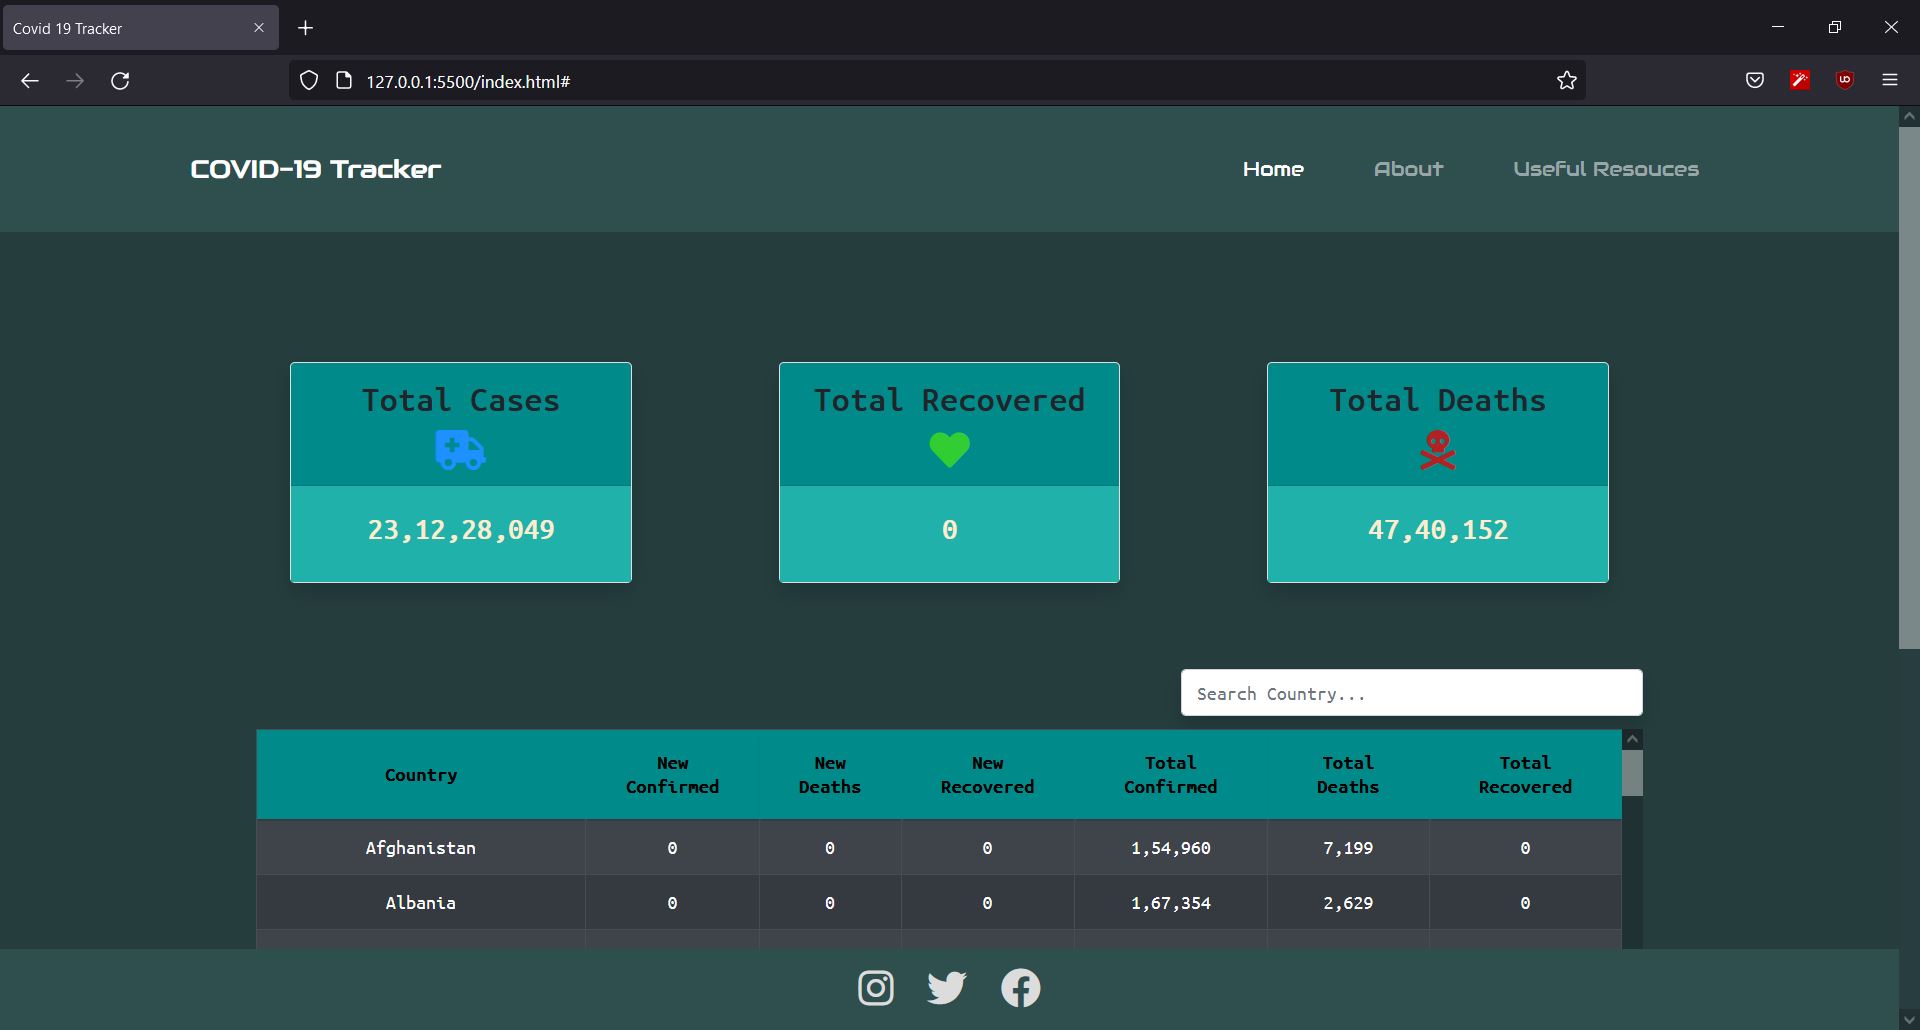 Covid 19 Tracker
127.0.0.1:5500/index.html#
COVID-19 Tracker Home About Useful Resouces
Total Cases Total Recovered Total Deaths
23,12,28,049 0 47,40,152
Search Country...
Country New Confirmed New Deaths New Recovered Total Confirmed Total Deaths Total Recovered
Afghanistan 0 0 0 1,54,960 7,199 0
Albania 0 0 0 1,67,354 2,629 0